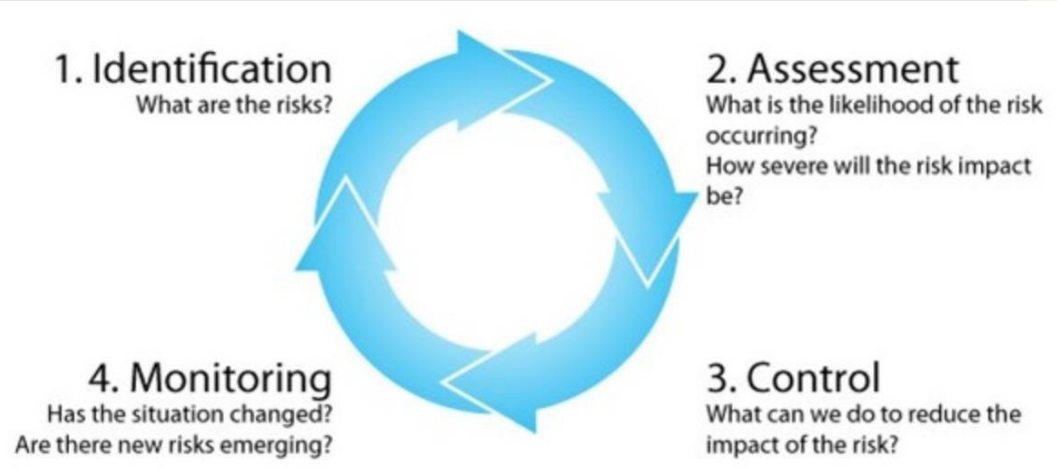 1. Identification
What are the risks?
2. Assessment
What is the likelihood of the risk
occurring?
How severe will the risk impact
be?
3. Control
What can we do to reduce the
impact of the risk?
4. Monitoring
Has the situation changed?
Are there new risks emerging?